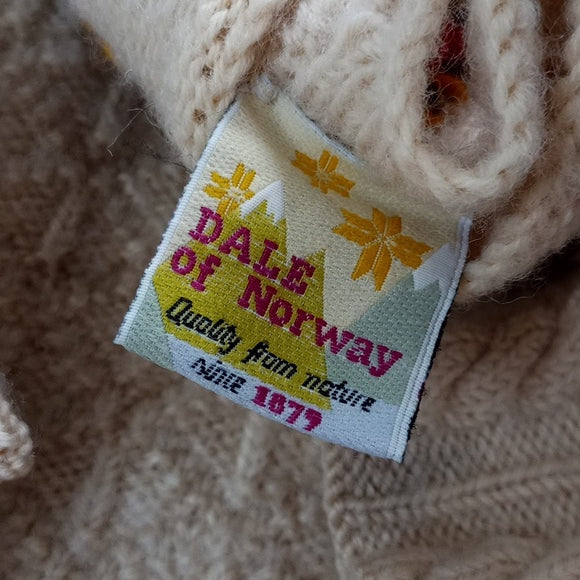 DALE
of Norway
Quality from nature
since 1879